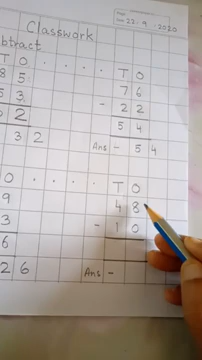 Date: 22.9.2020
Classwork
btract
T O
T O
8 5
7 6
5 3
- 2 2
2
5 4
3 2
Ans - 5 4
O
T O
9
4 8
3
- 1 0
6
2 6
Ans -